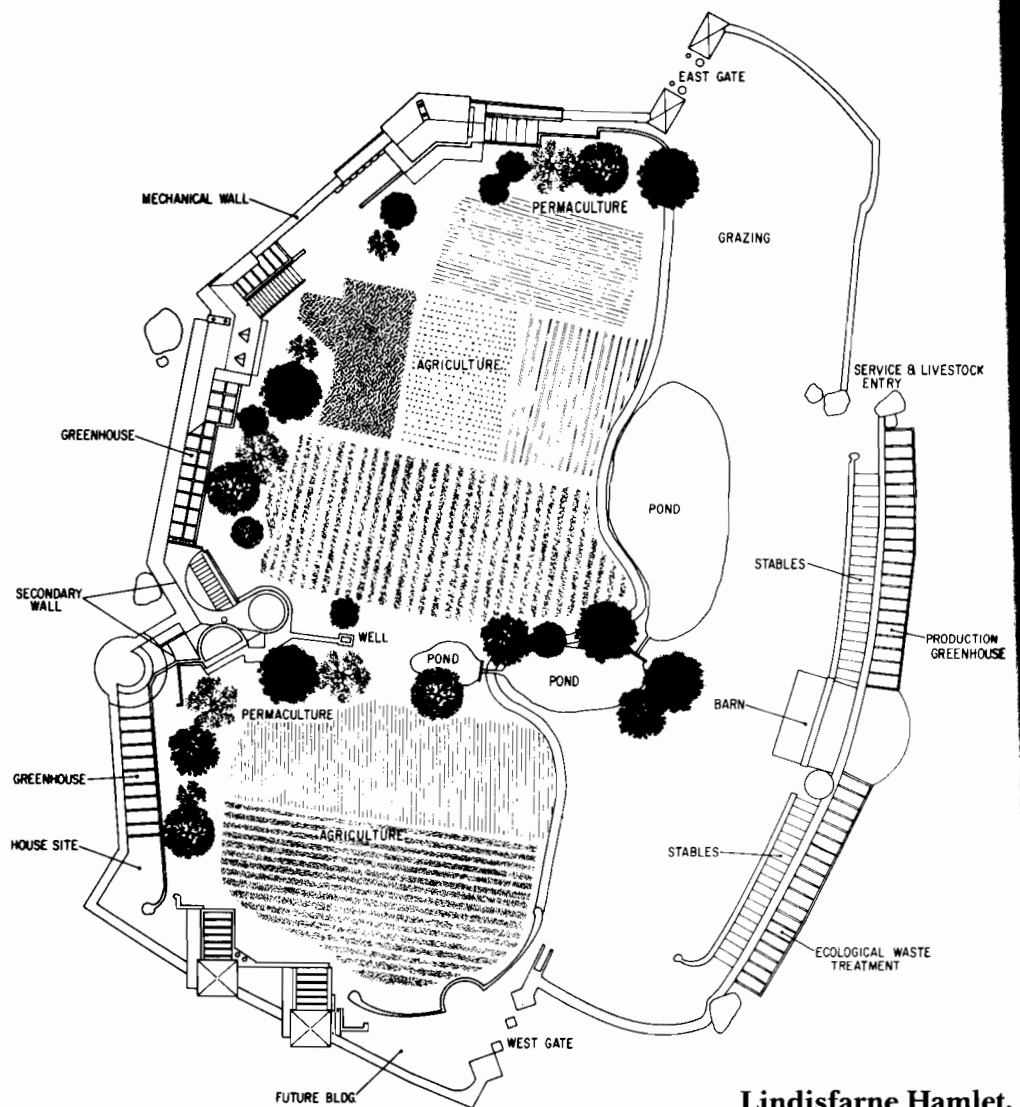 EAST GATE
MECHANICAL WALL
PERMACULTURE
GRAZING
AGRICULTURE
SERVICE & LIVESTOCK
ENTRY
GREENHOUSE
POND
STABLES
SECONDARY
WALL
WELL
PRODUCTION
GREENHOUSE
POND
POND
BARN
PERMACULTURE
GREENHOUSE
AGRICULTURE
HOUSE SITE
STABLES
ECOLOGICAL WASTE
TREATMENT
WEST GATE
FUTURE BLDG.
Lindisfarne Hamlet.